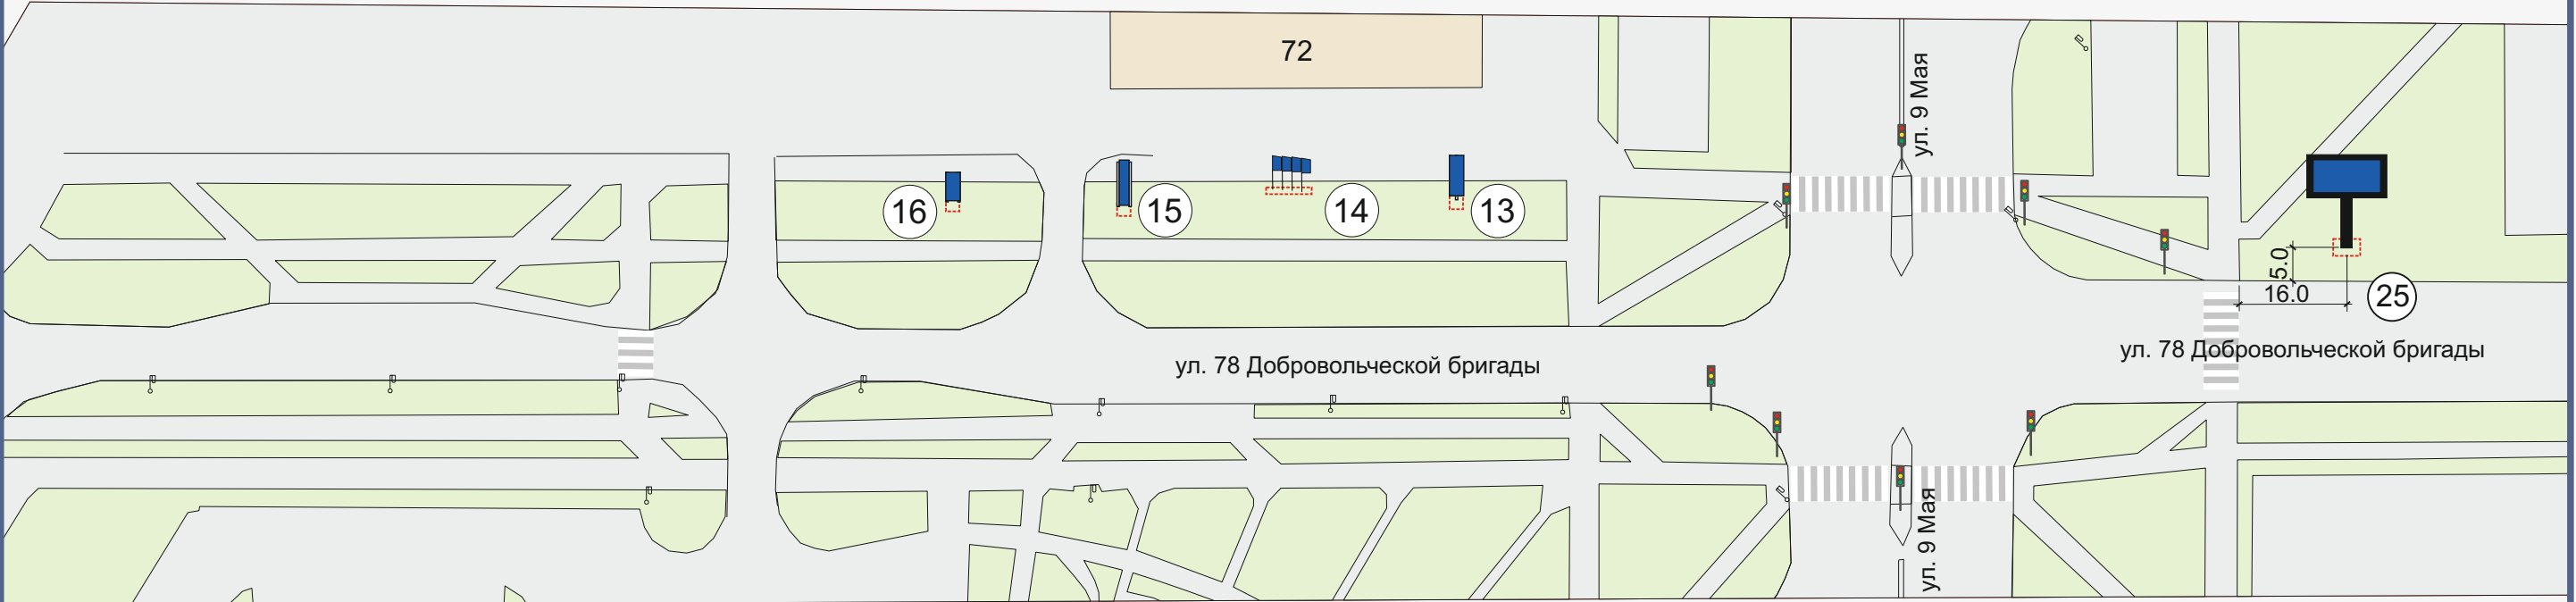 72
ул. 9 Мая
16
15
14
13
5.0
16.0
25
ул. 78 Добровольческой бригады
ул. 78 Добровольческой бригады
ул. 9 Мая